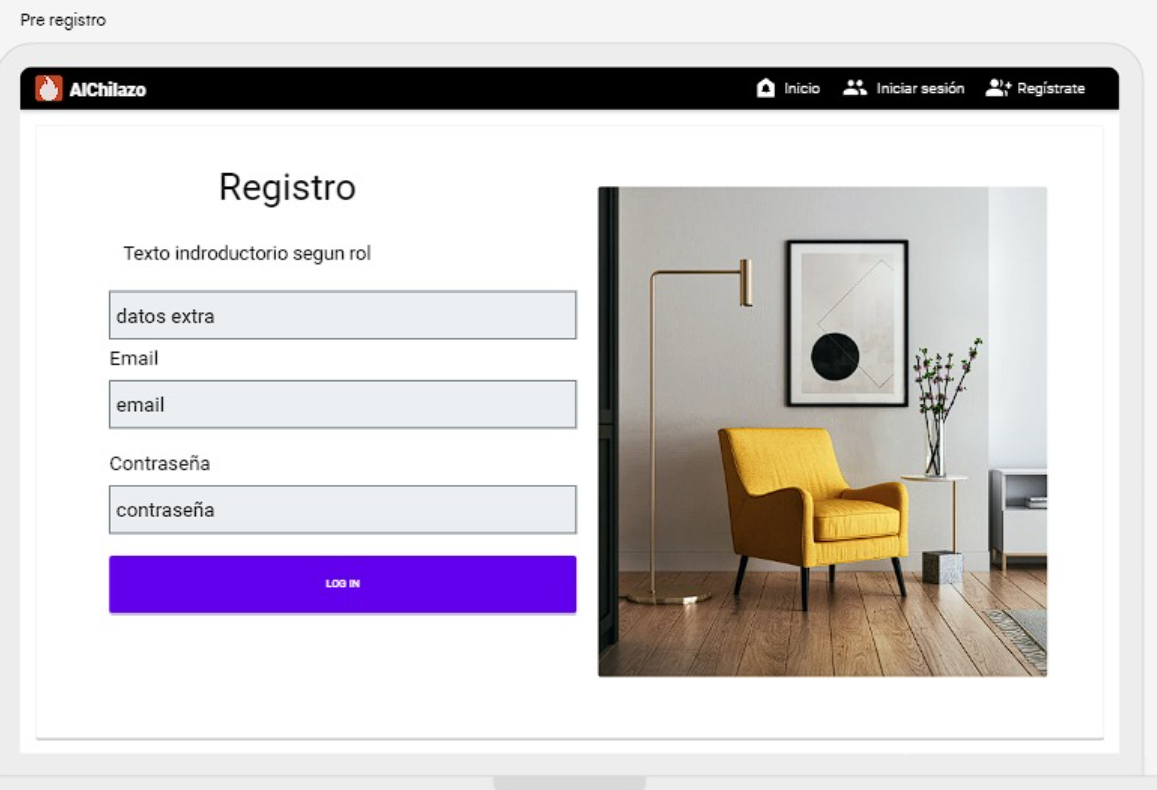 Pre registro
AlChilazo
Inicio
Iniciar sesión
Regístrate
Registro
Texto indroductorio segun rol
datos extra
Email
email
Contraseña
contraseña
LOG IN